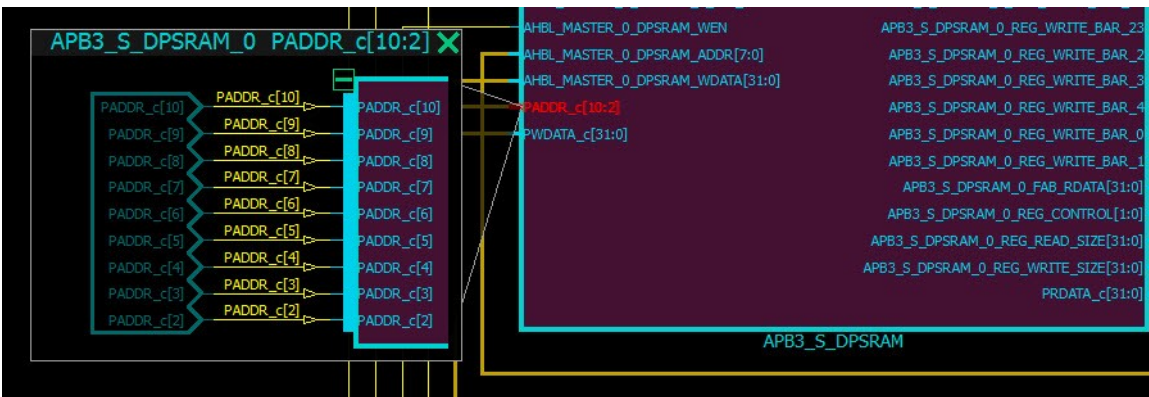 APB3_S_DPSRAM_0 PADDR_c[10:2]
PADDR_c[10] PADDR_c[10] PADDR_c[10]
PADDR_c[9] PADDR_c[9] PADDR_c[9]
PADDR_c[8] PADDR_c[8] PADDR_c[8]
PADDR_c[7] PADDR_c[7] PADDR_c[7]
PADDR_c[6] PADDR_c[6] PADDR_c[6]
PADDR_c[5] PADDR_c[5] PADDR_c[5]
PADDR_c[4] PADDR_c[4] PADDR_c[4]
PADDR_c[3] PADDR_c[3] PADDR_c[3]
PADDR_c[2] PADDR_c[2] PADDR_c[2]
AHBL_MASTER_0_DPSRAM_WEN
AHBL_MASTER_0_DPSRAM_ADDR[7:0]
AHBL_MASTER_0_DPSRAM_WDATA[31:0]
PADDR_c[10:2]
PWDATA_c[31:0]
APB3_S_DPSRAM_0_REG_WRITE_BAR_23
APB3_S_DPSRAM_0_REG_WRITE_BAR_2
APB3_S_DPSRAM_0_REG_WRITE_BAR_3
APB3_S_DPSRAM_0_REG_WRITE_BAR_4
APB3_S_DPSRAM_0_REG_WRITE_BAR_0
APB3_S_DPSRAM_0_REG_WRITE_BAR_1
APB3_S_DPSRAM_0_FAB_RDATA[31:0]
APB3_S_DPSRAM_0_REG_CONTROL[1:0]
APB3_S_DPSRAM_0_REG_READ_SIZE[31:0]
APB3_S_DPSRAM_0_REG_WRITE_SIZE[31:0]
PRDATA_c[31:0]
APB3_S_DPSRAM